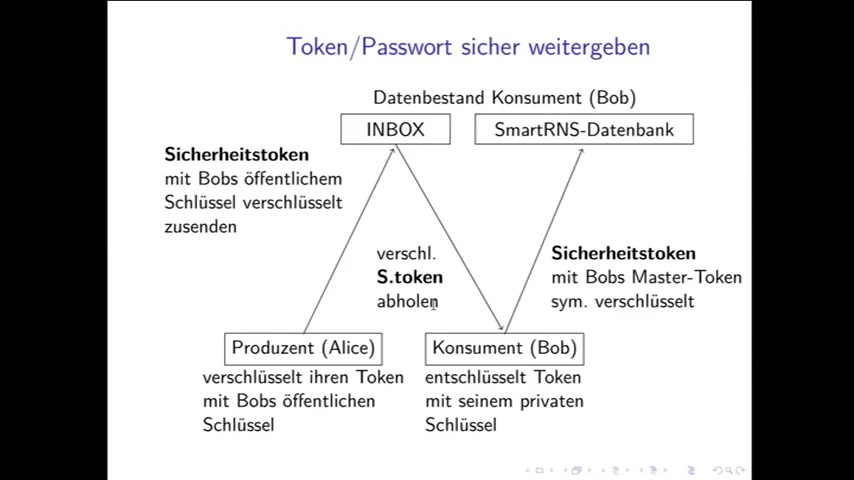 Token/Passwort sicher weitergeben
Datenbestand Konsument (Bob)
INBOX
SmartRNS-Datenbank
Sicherheitstoken
mit Bobs öffentlichem
Schlüssel verschlüsselt
zusenden
verschl.
S.token
abholen
Sicherheitstoken
mit Bobs Master-Token
sym. verschlüsselt
Produzent (Alice)
verschlüsselt ihren Token
mit Bobs öffentlichen
Schlüssel
Konsument (Bob)
entschlüsselt Token
mit seinem privaten
Schlüssel